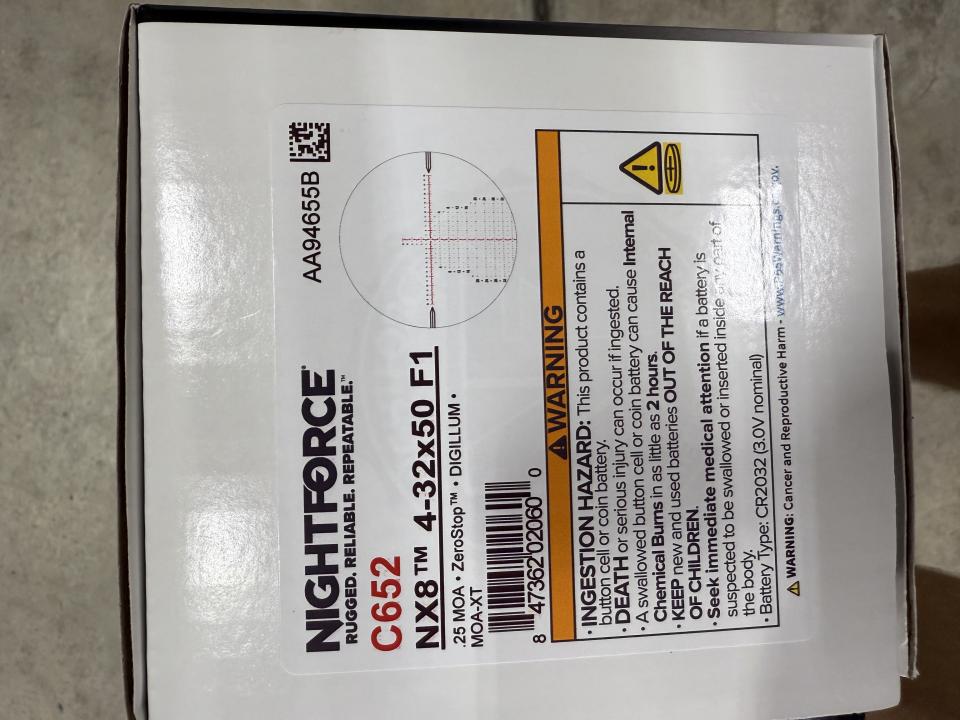 NIGHTFORCE®
RUGGED. RELIABLE. REPEATABLE.™
AA94655B
C652
NX8™ 4-32x50 F1
.25 MOA • ZeroStop™ • DIGILLUM •
MOA-XT
8 47362 02060 0
WARNING
• INGESTION HAZARD: This product contains a
button cell or coin battery.
• DEATH or serious injury can occur if ingested.
• A swallowed button cell or coin battery can cause Internal
Chemical Burns in as little as 2 hours.
• KEEP new and used batteries OUT OF THE REACH
OF CHILDREN.
• Seek immediate medical attention if a battery is
suspected to be swallowed or inserted inside any part of
the body.
• Battery Type: CR2032 (3.0V nominal)
WARNING: Cancer and Reproductive Harm - www.P65Warnings.ca.gov.